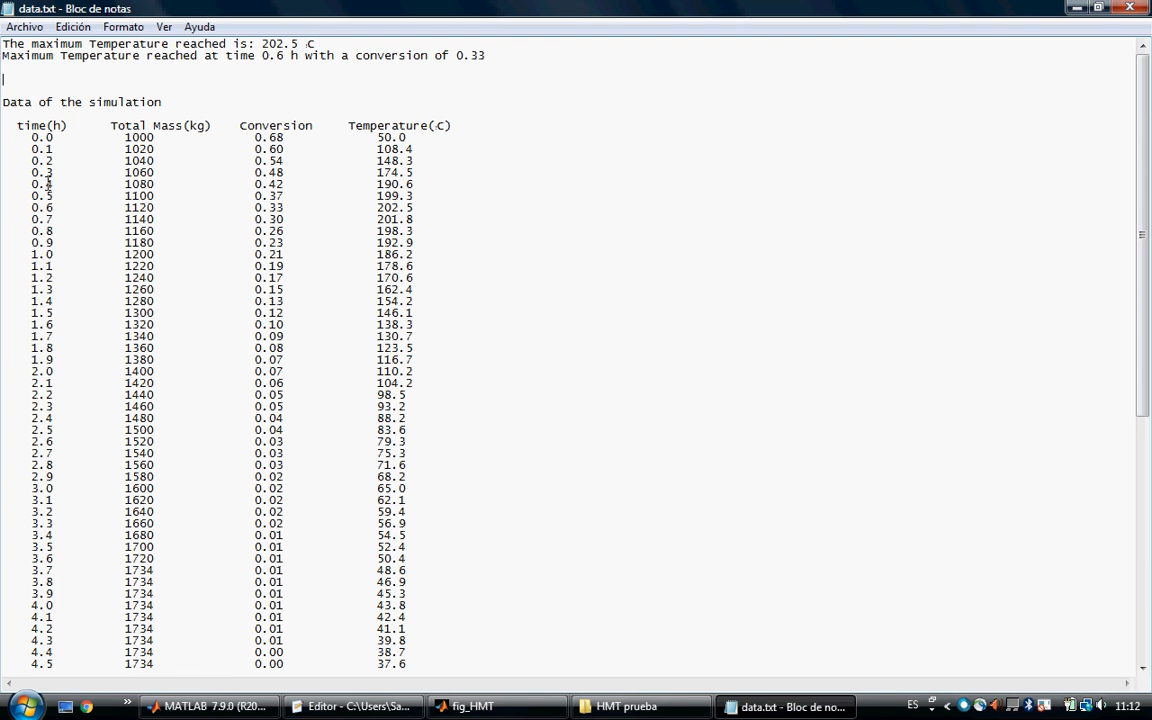 data.txt - Bloc de notas
Archivo Edición Formato Ver Ayuda
The maximum Temperature reached is: 202.5 C
Maximum Temperature reached at time 0.6 h with a conversion of 0.33
Data of the simulation
time(h) Total Mass(kg) Conversion Temperature(C)
0.0 1000 0.68 50.0
0.1 1020 0.60 108.4
0.2 1040 0.54 148.3
0.3 1060 0.48 174.5
0.4 1080 0.42 190.6
0.5 1100 0.37 199.3
0.6 1120 0.33 202.5
0.7 1140 0.30 201.8
0.8 1160 0.26 198.3
0.9 1180 0.23 192.9
1.0 1200 0.21 186.2
1.1 1220 0.19 178.6
1.2 1240 0.17 170.6
1.3 1260 0.15 162.4
1.4 1280 0.13 154.2
1.5 1300 0.12 146.1
1.6 1320 0.10 138.3
1.7 1340 0.09 130.7
1.8 1360 0.08 123.5
1.9 1380 0.07 116.7
2.0 1400 0.07 110.2
2.1 1420 0.06 104.2
2.2 1440 0.05 98.5
2.3 1460 0.05 93.2
2.4 1480 0.04 88.2
2.5 1500 0.04 83.6
2.6 1520 0.03 79.3
2.7 1540 0.03 75.3
2.8 1560 0.03 71.6
2.9 1580 0.02 68.2
3.0 1600 0.02 65.0
3.1 1620 0.02 62.1
3.2 1640 0.02 59.4
3.3 1660 0.02 56.9
3.4 1680 0.01 54.5
3.5 1700 0.01 52.4
3.6 1720 0.01 50.4
3.7 1734 0.01 48.6
3.8 1734 0.01 46.9
3.9 1734 0.01 45.3
4.0 1734 0.01 43.8
4.1 1734 0.01 42.4
4.2 1734 0.01 41.1
4.3 1734 0.01 39.8
4.4 1734 0.00 38.7
4.5 1734 0.00 37.6
MATLAB 7.9.0 (R20... Editor - C:\Users\Sa... fig_HMT HMT prueba data.txt - Bloc de no... ES 11:12